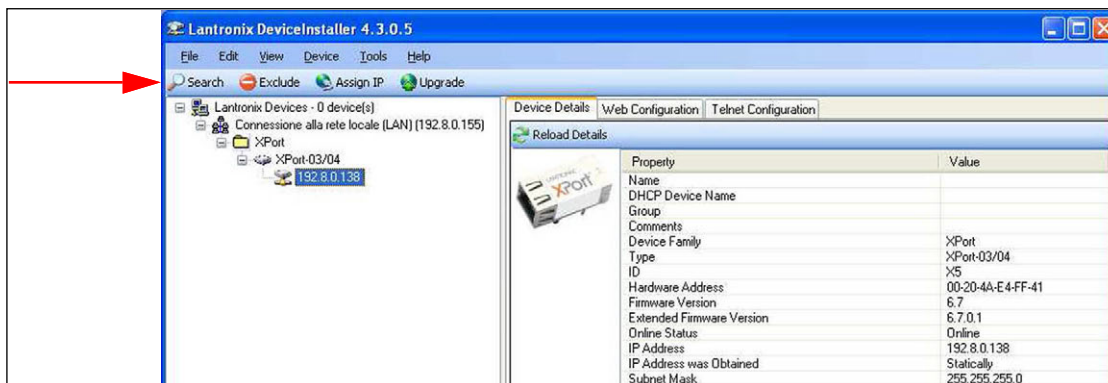 Lantronix DeviceInstaller 4.3.0.5
File Edit View Device Tools Help
Search Exclude Assign IP Upgrade
Lantronix Devices - 0 device(s)
Connessione alla rete locale (LAN) (192.8.0.155)
XPort
XPort-03/04
192.8.0.138
Device Details Web Configuration Telnet Configuration
Reload Details
LANTRONIX
XPort
Property Value
Name
DHCP Device Name
Group
Comments
Device Family XPort
Type XPort-03/04
ID X5
Hardware Address 00-20-4A-E4-FF-41
Firmware Version 6.7
Extended Firmware Version 6.7.0.1
Online Status Online
IP Address 192.8.0.138
IP Address was Obtained Statically
Subnet Mask 255.255.255.0